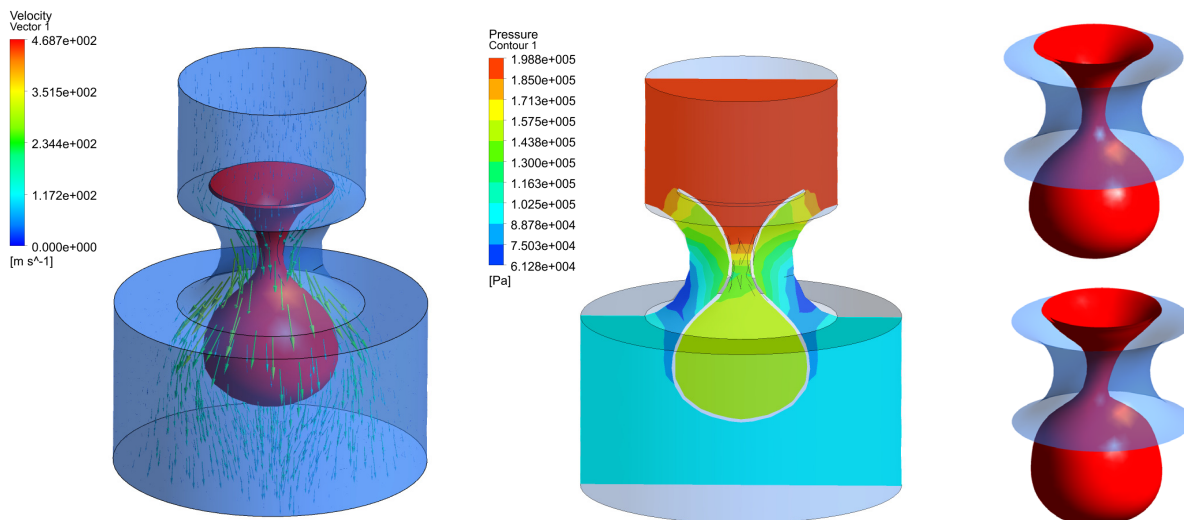 Velocity
Vector 1
4.687e+002
3.515e+002
2.344e+002
1.172e+002
0.000e+000
[m s^-1]
Pressure
Contour 1
1.988e+005
1.850e+005
1.713e+005
1.575e+005
1.438e+005
1.300e+005
1.163e+005
1.025e+005
8.878e+004
7.503e+004
6.128e+004
[Pa]